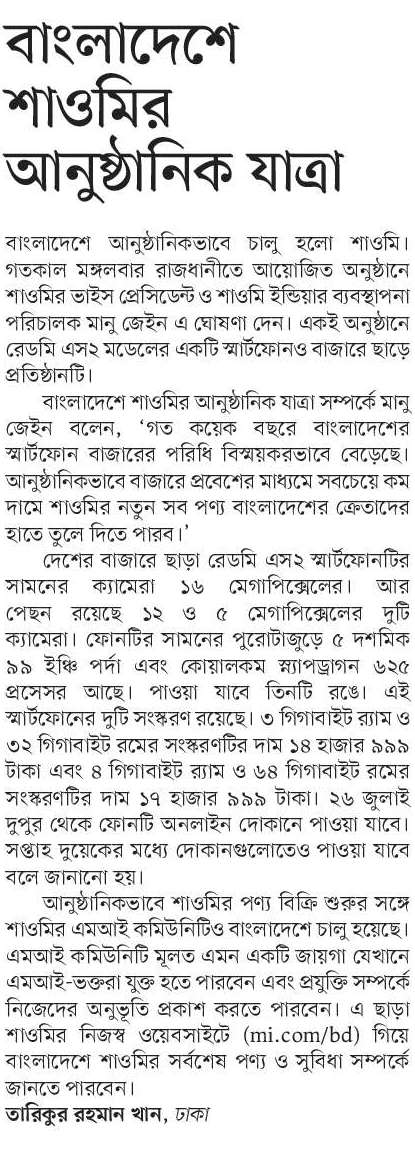 বাংলাদেশে
শাওমির
আনুষ্ঠানিক যাত্রা
বাংলাদেশে আনুষ্ঠানিকভাবে চালু হলো শাওমি।
গতকাল মঙ্গলবার রাজধানীতে আয়োজিত অনুষ্ঠানে
শাওমির ভাইস প্রেসিডেন্ট ও শাওমি ইন্ডিয়ার ব্যবস্থাপনা
পরিচালক মানু জেইন এ ঘোষণা দেন। একই অনুষ্ঠানে
রেডমি এস২ মডেলের একটি স্মার্টফোনও বাজারে ছাড়ে
প্রতিষ্ঠানটি।
বাংলাদেশে শাওমির আনুষ্ঠানিক যাত্রা সম্পর্কে মানু
জেইন বলেন, ‘গত কয়েক বছরে বাংলাদেশের
স্মার্টফোন বাজারের পরিধি বিস্ময়করভাবে বেড়েছে।
আনুষ্ঠানিকভাবে বাজারে প্রবেশের মাধ্যমে সবচেয়ে কম
দামে শাওমির নতুন সব পণ্য বাংলাদেশের ক্রেতাদের
হাতে তুলে দিতে পারব।’
দেশের বাজারে ছাড়া রেডমি এস২ স্মার্টফোনটির
সামনের ক্যামেরা ১৬ মেগাপিক্সেলের। আর
পেছন রয়েছে ১২ ও ৫ মেগাপিক্সেলের দুটি
ক্যামেরা। ফোনটির সামনের পুরোটাজুড়ে ৫ দশমিক
৯৯ ইঞ্চি পর্দা এবং কোয়ালকম স্ন্যাপড্রাগন ৬২৫
প্রসেসর আছে। পাওয়া যাবে তিনটি রঙে। এই
স্মার্টফোনের দুটি সংস্করণ রয়েছে। ৩ গিগাবাইট র‍্যাম ও
৩২ গিগাবাইট রমের সংস্করণটির দাম ১৪ হাজার ৯৯৯
টাকা এবং ৪ গিগাবাইট র‍্যাম ও ৬৪ গিগাবাইট রমের
সংস্করণটির দাম ১৭ হাজার ৯৯৯ টাকা। ২৬ জুলাই
দুপুর থেকে ফোনটি অনলাইন দোকানে পাওয়া যাবে।
সপ্তাহ দুয়েকের মধ্যে দোকানগুলোতেও পাওয়া যাবে
বলে জানানো হয়।
আনুষ্ঠানিকভাবে শাওমির পণ্য বিক্রি শুরুর সঙ্গে
শাওমির এমআই কমিউনিটিও বাংলাদেশে চালু হয়েছে।
এমআই কমিউনিটি মূলত এমন একটি জায়গা যেখানে
এমআই-ভক্তরা যুক্ত হতে পারবেন এবং প্রযুক্তি সম্পর্কে
নিজেদের অনুভূতি প্রকাশ করতে পারবেন। এ ছাড়া
শাওমির নিজস্ব ওয়েবসাইটে (mi.com/bd) গিয়ে
বাংলাদেশে শাওমির সর্বশেষ পণ্য ও সুবিধা সম্পর্কে
জানতে পারবেন।
তারিকুর রহমান খান, ঢাকা